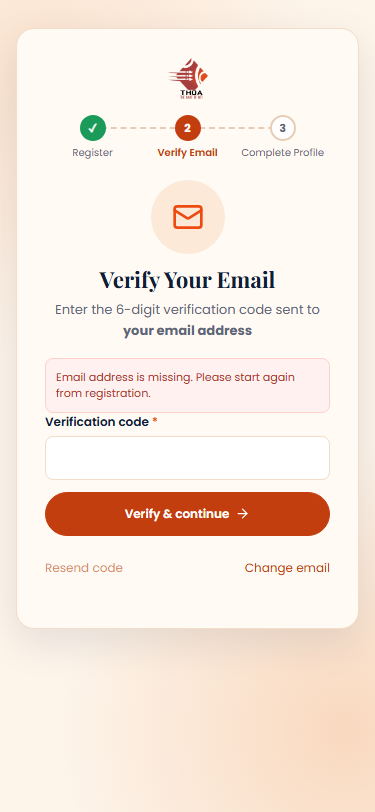 THOA
✓
2
3
Register
Verify Email
Complete Profile
Verify Your Email
Enter the 6-digit verification code sent to
your email address
Email address is missing. Please start again
from registration.
Verification code *
Verify & continue →
Resend code
Change email